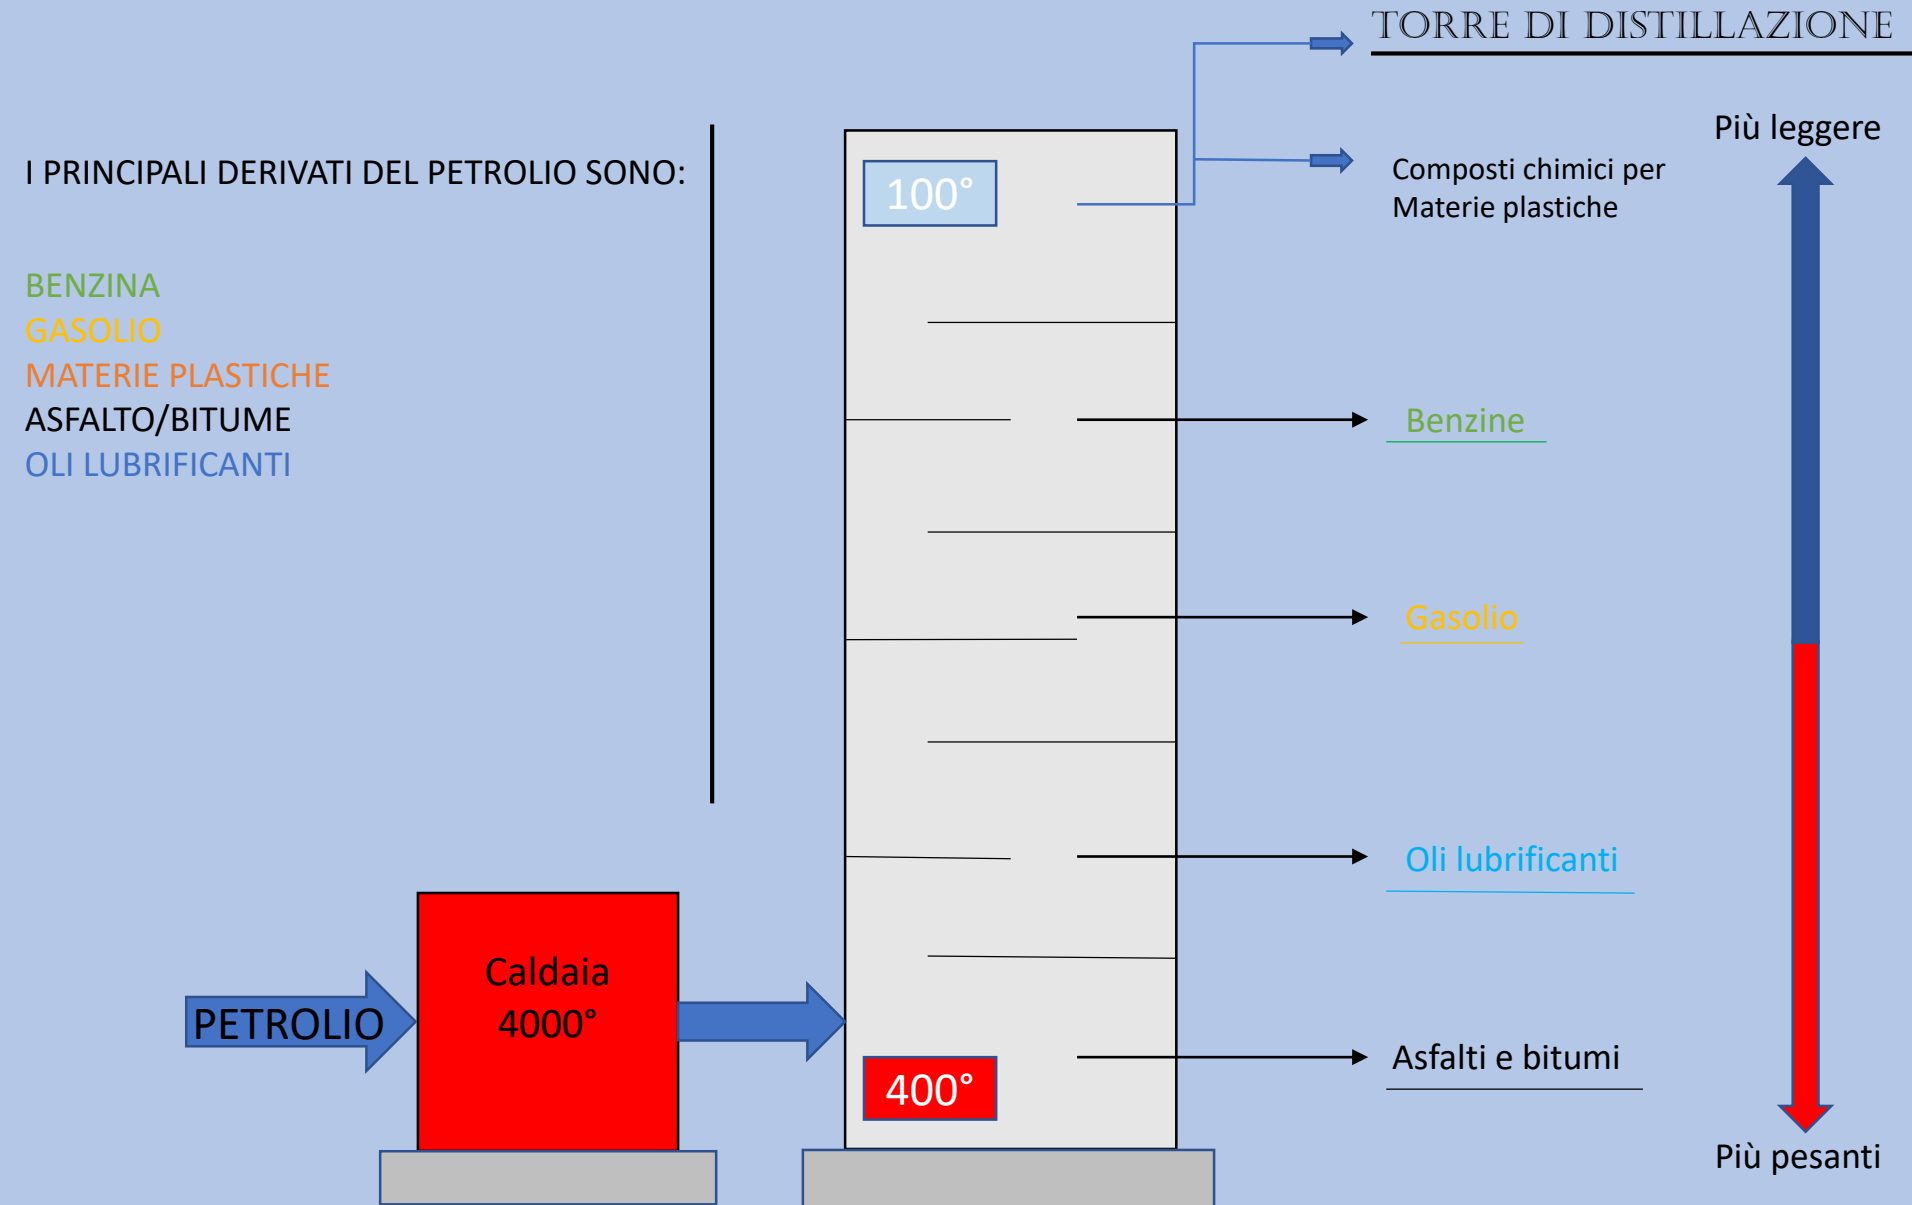 TORRE DI DISTILLAZIONE
I PRINCIPALI DERIVATI DEL PETROLIO SONO:
BENZINA
GASOLIO
MATERIE PLASTICHE
ASFALTO/BITUME
OLI LUBRIFICANTI
PETROLIO
Caldaia
4000°
100°
400°
Composti chimici per
Materie plastiche
Benzine
Gasolio
Oli lubrificanti
Asfalti e bitumi
Più leggere
Più pesanti